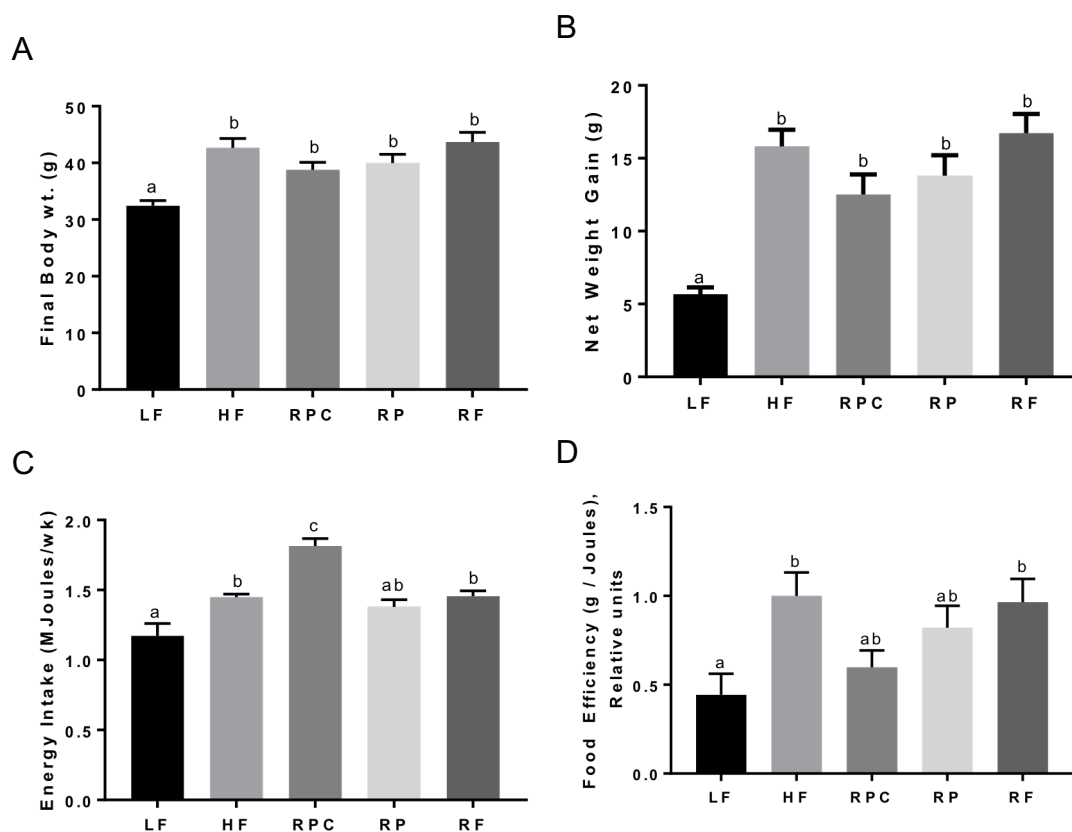 A
Final Body wt. (g)
50
40
30
20
10
0
a
b
b
b
b
LF HF RPC RP RF
B
Net Weight Gain (g)
20
15
10
5
0
a
b
b
b
b
LF HF RPC RP RF
C
Energy Intake (MJoules/wk)
2.0
1.5
1.0
0.5
0.0
a
b
c
ab
b
LF HF RPC RP RF
D
Food Efficiency (g / Joules),
Relative units
1.5
1.0
0.5
0.0
a
b
ab
ab
b
LF HF RPC RP RF